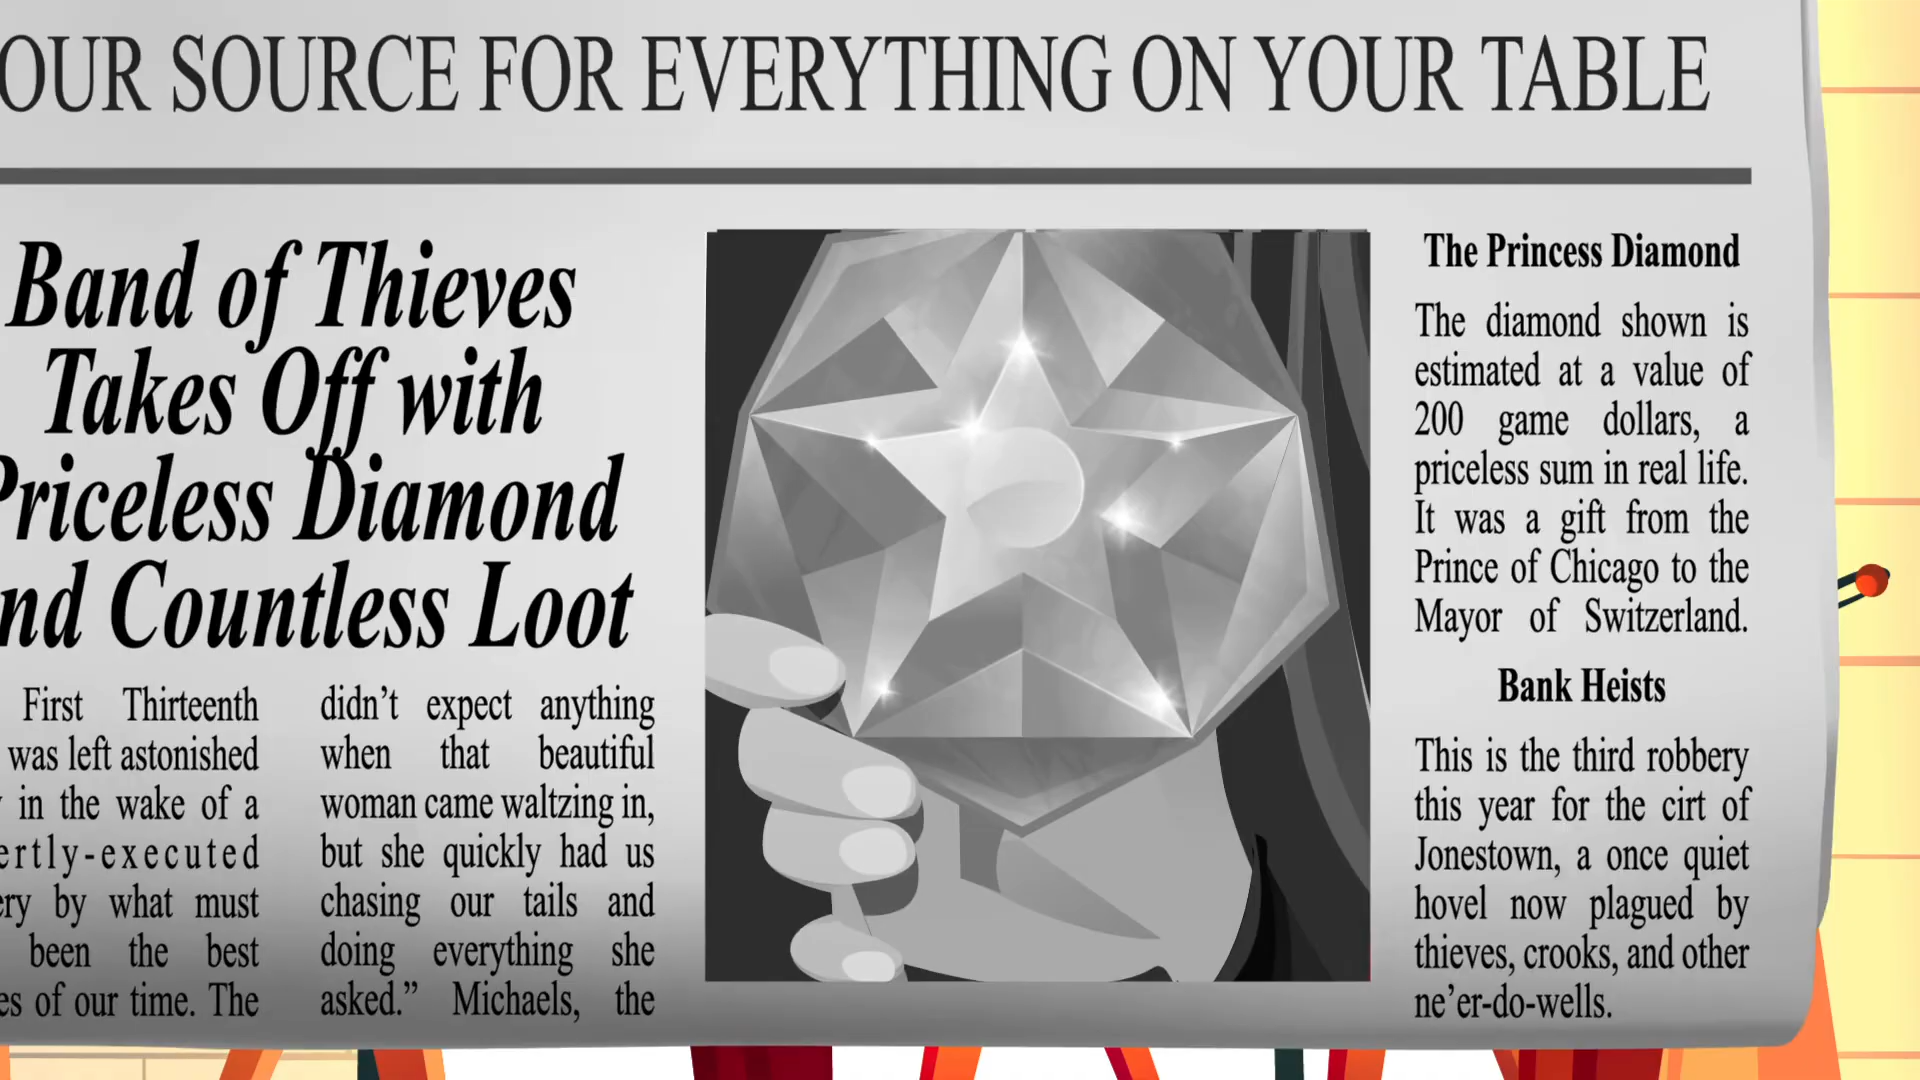 OUR SOURCE FOR EVERYTHING ON YOUR TABLE
Band of Thieves
Takes Off with
Priceless Diamond
nd Countless Loot
First Thirteenth
was left astonished
in the wake of a
ertly-executed
ery by what must
been the best
es of our time. The
didn’t expect anything
when that beautiful
woman came waltzing in,
but she quickly had us
chasing our tails and
doing everything she
asked.” Michaels, the
The Princess Diamond
The diamond shown is
estimated at a value of
200 game dollars, a
priceless sum in real life.
It was a gift from the
Prince of Chicago to the
Mayor of Switzerland.
Bank Heists
This is the third robbery
this year for the cirt of
Jonestown, a once quiet
hovel now plagued by
thieves, crooks, and other
ne’er-do-wells.